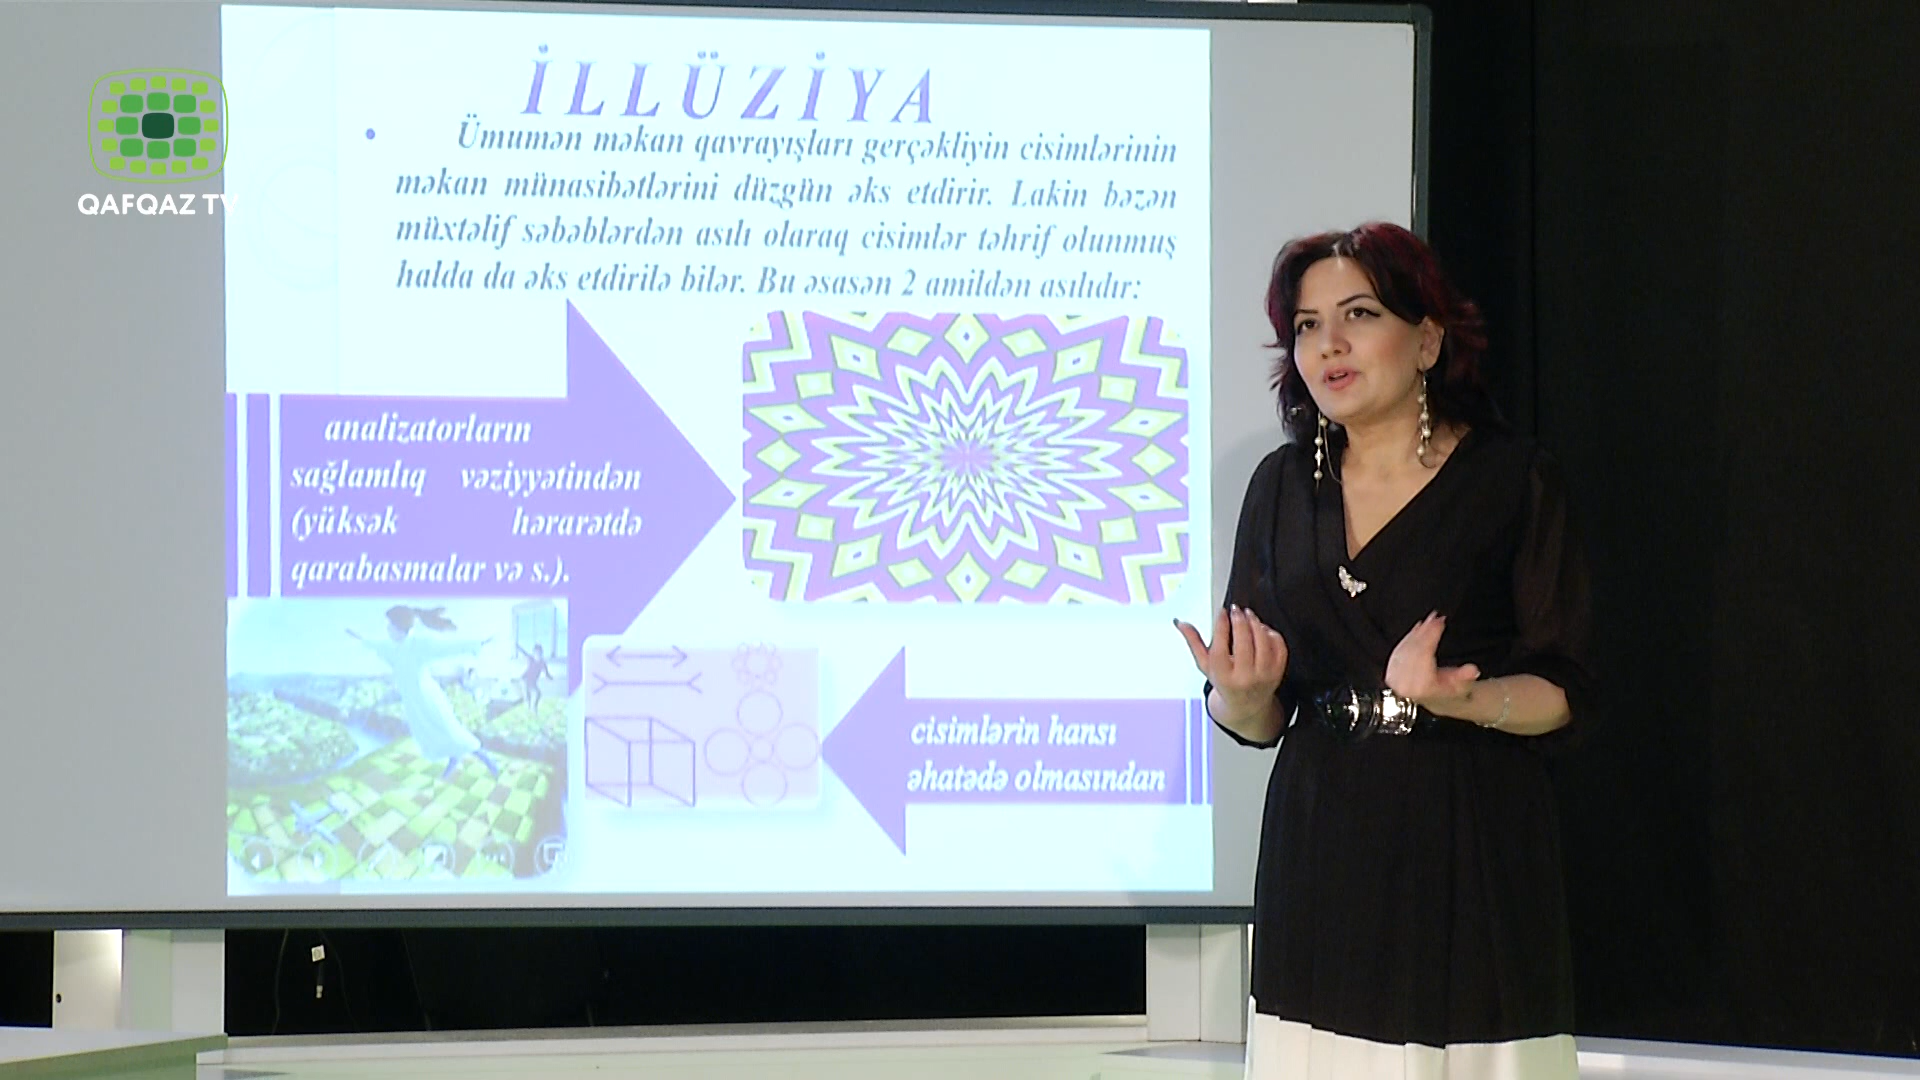 QAFQAZ TV
İLLÜZİYA
• Ümumən məkan qavrayışları gerçəkliyin cisimlərinin
məkan münasibətlərini düzgün əks etdirir. Lakin bəzən
müxtəlif səbəblərdən asılı olaraq cisimlər təhrif olunmuş
halda da əks etdirilə bilər. Bu əsasən 2 amildən asılıdır:
analizatorların
sağlamlıq vəziyyətindən
(yüksək hərarətdə
qarabasmalar və s.).
cisimlərin hansı
əhatədə olmasından